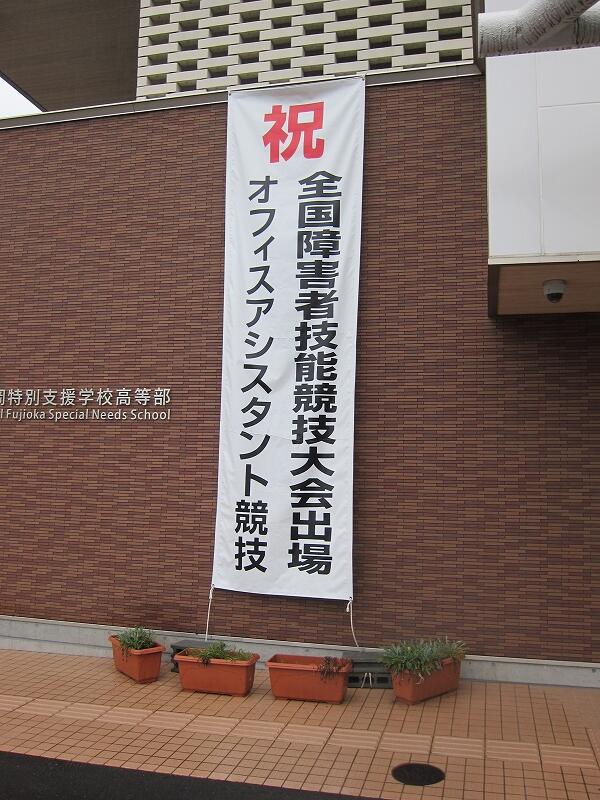 祝
全国障害者技能競技大会出場
オフィスアシスタント競技
岡特別支援学校高等部
l Fujioka Special Needs School